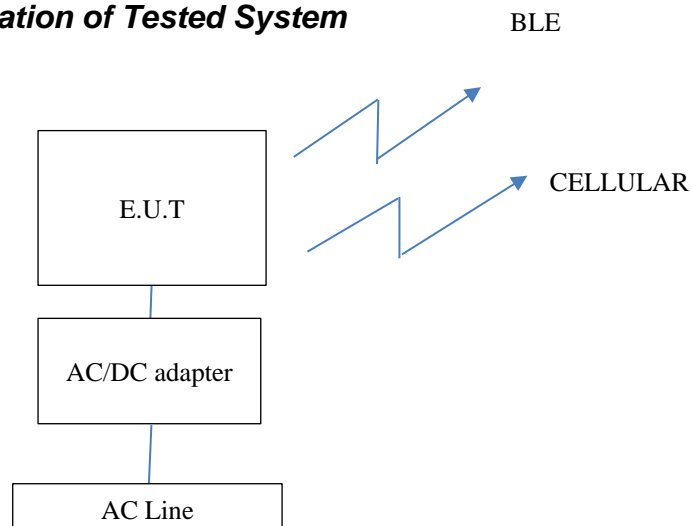 ation of Tested System
BLE
CELLULAR
E.U.T
AC/DC adapter
AC Line